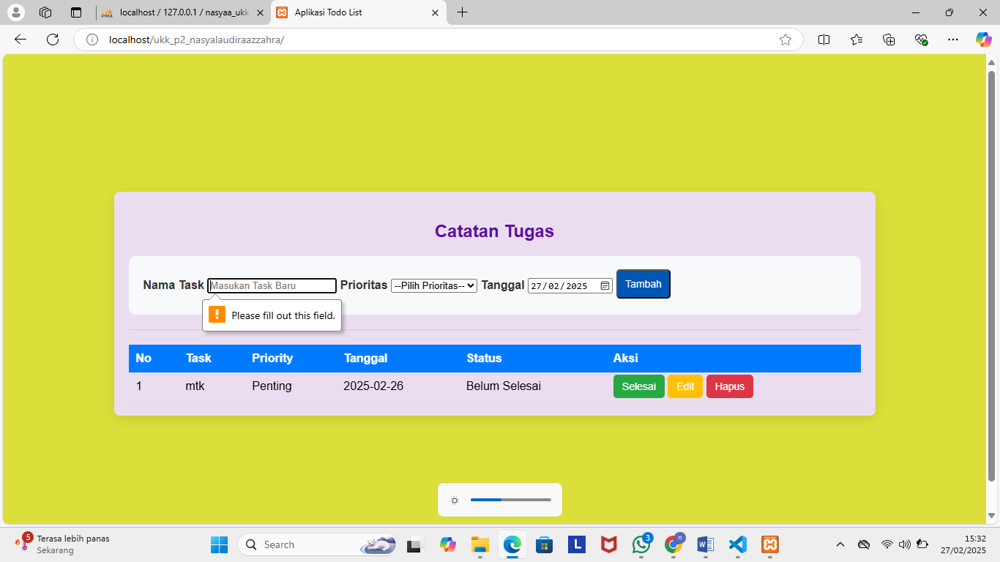 localhost / 127.0.0.1 / nasyaa_ukk
Aplikasi Todo List
localhost/ukk_p2_nasyalaudiraazzahra/
Catatan Tugas
Nama Task Masukan Task Baru Prioritas --Pilih Prioritas-- Tanggal 27/02/2025 Tambah
! Please fill out this field.
No Task Priority Tanggal Status Aksi
1 mtk Penting 2025-02-26 Belum Selesai Selesai Edit Hapus
5 Terasa lebih panas
Sekarang
Search
L
3
n
15:32
27/02/2025